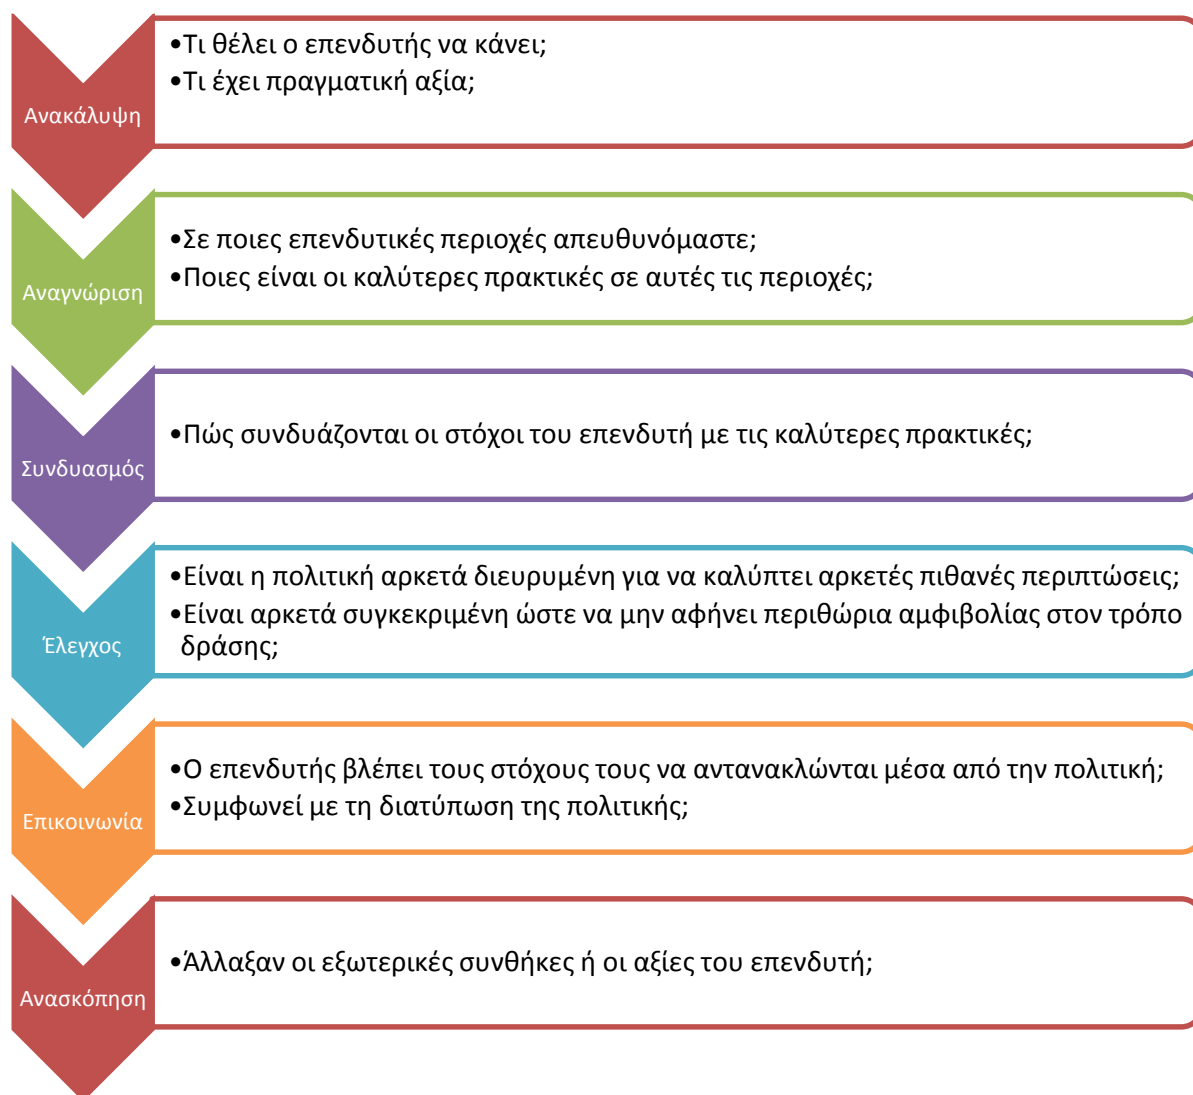 Ανακάλυψη
•Τι θέλει ο επενδυτής να κάνει;
•Τι έχει πραγματική αξία;
Αναγνώριση
•Σε ποιες επενδυτικές περιοχές απευθυνόμαστε;
•Ποιες είναι οι καλύτερες πρακτικές σε αυτές τις περιοχές;
Συνδυασμός
•Πώς συνδυάζονται οι στόχοι του επενδυτή με τις καλύτερες πρακτικές;
Έλεγχος
•Είναι η πολιτική αρκετά διευρυμένη για να καλύπτει αρκετές πιθανές περιπτώσεις;
•Είναι αρκετά συγκεκριμένη ώστε να μην αφήνει περιθώρια αμφιβολίας στον τρόπο
δράσης;
Επικοινωνία
•Ο επενδυτής βλέπει τους στόχους τους να αντανακλώνται μέσα από την πολιτική;
•Συμφωνεί με τη διατύπωση της πολιτικής;
Ανασκόπηση
•Άλλαξαν οι εξωτερικές συνθήκες ή οι αξίες του επενδυτή;